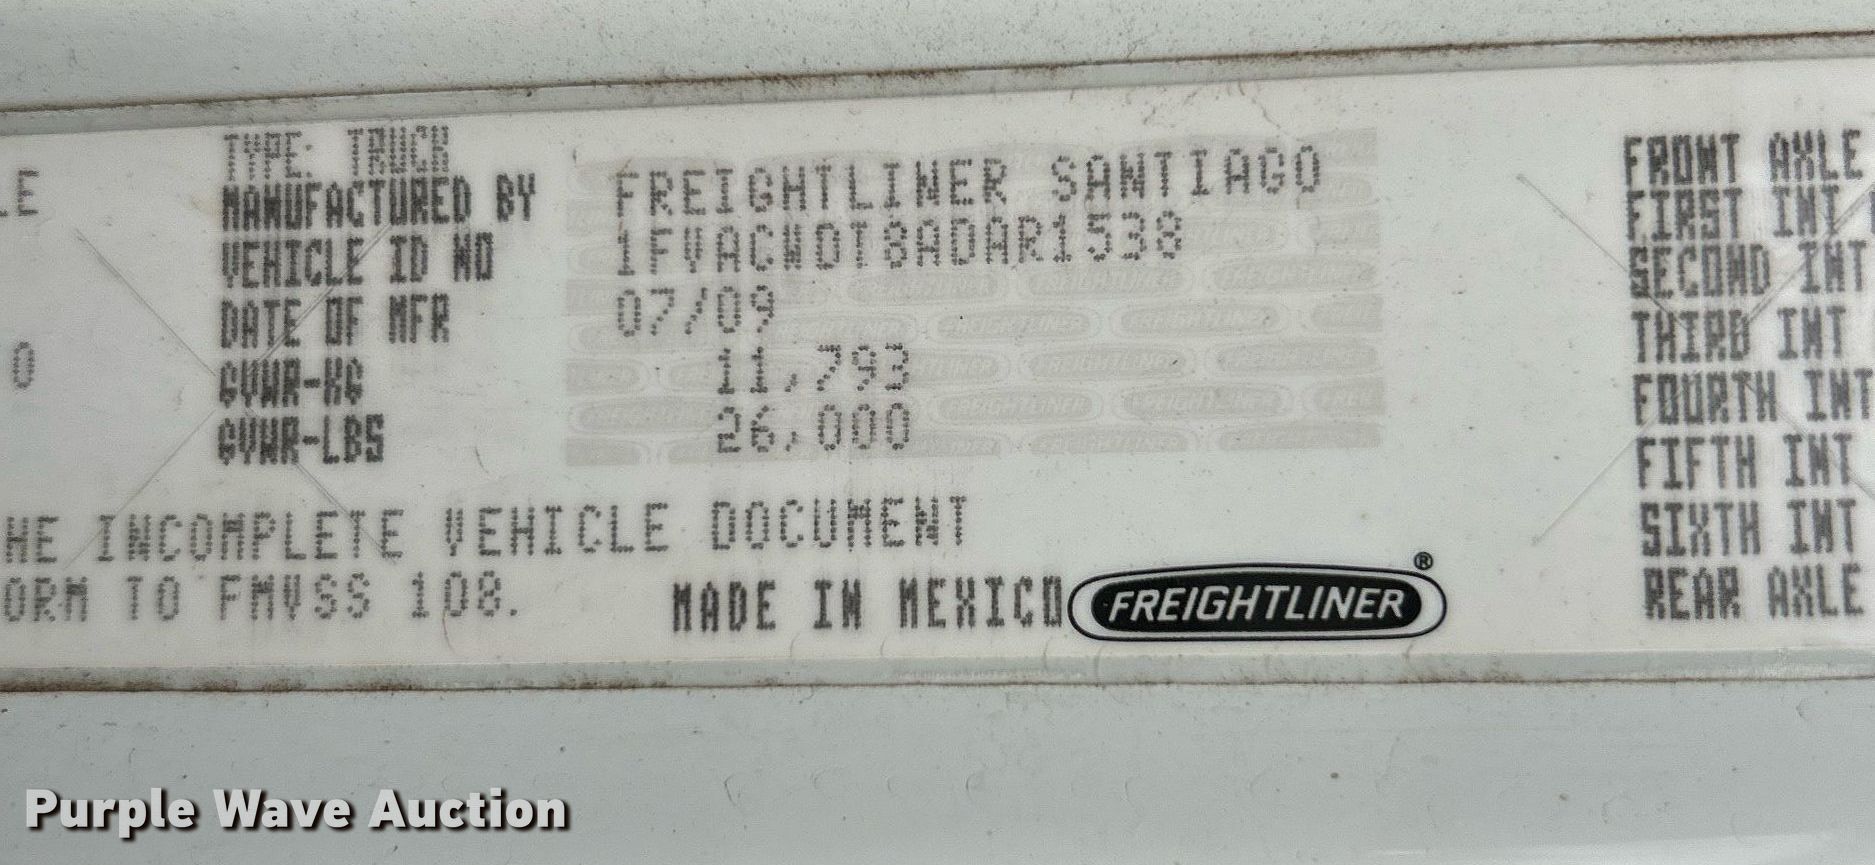 LE
TYPE: TRUCK
MANUFACTURED BY FREIGHTLINER SANTIAGO
VEHICLE ID NO 1FVACWDT8ADAR1538
DATE OF MFR 07/09
0
GVWR-KG 11,793
GVWR-LBS 26,000
HE INCOMPLETE VEHICLE DOCUMENT
ORM TO FMVSS 108.
MADE IN MEXICO
FREIGHTLINER®
FRONT AXLE
FIRST INT
SECOND INT
THIRD INT
FOURTH INT
FIFTH INT
SIXTH INT
REAR AXLE
Purple Wave Auction